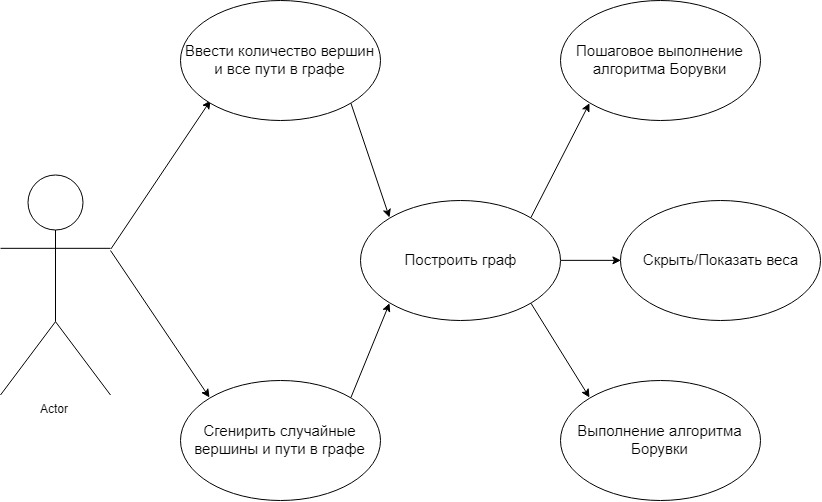 Ввести количество вершин
и все пути в графе
Пошаговое выполнение
алгоритма Борувки
Построить граф
Скрыть/Показать веса
Actor
Сгенирить случайные
вершины и пути в графе
Выполнение алгоритма
Борувки